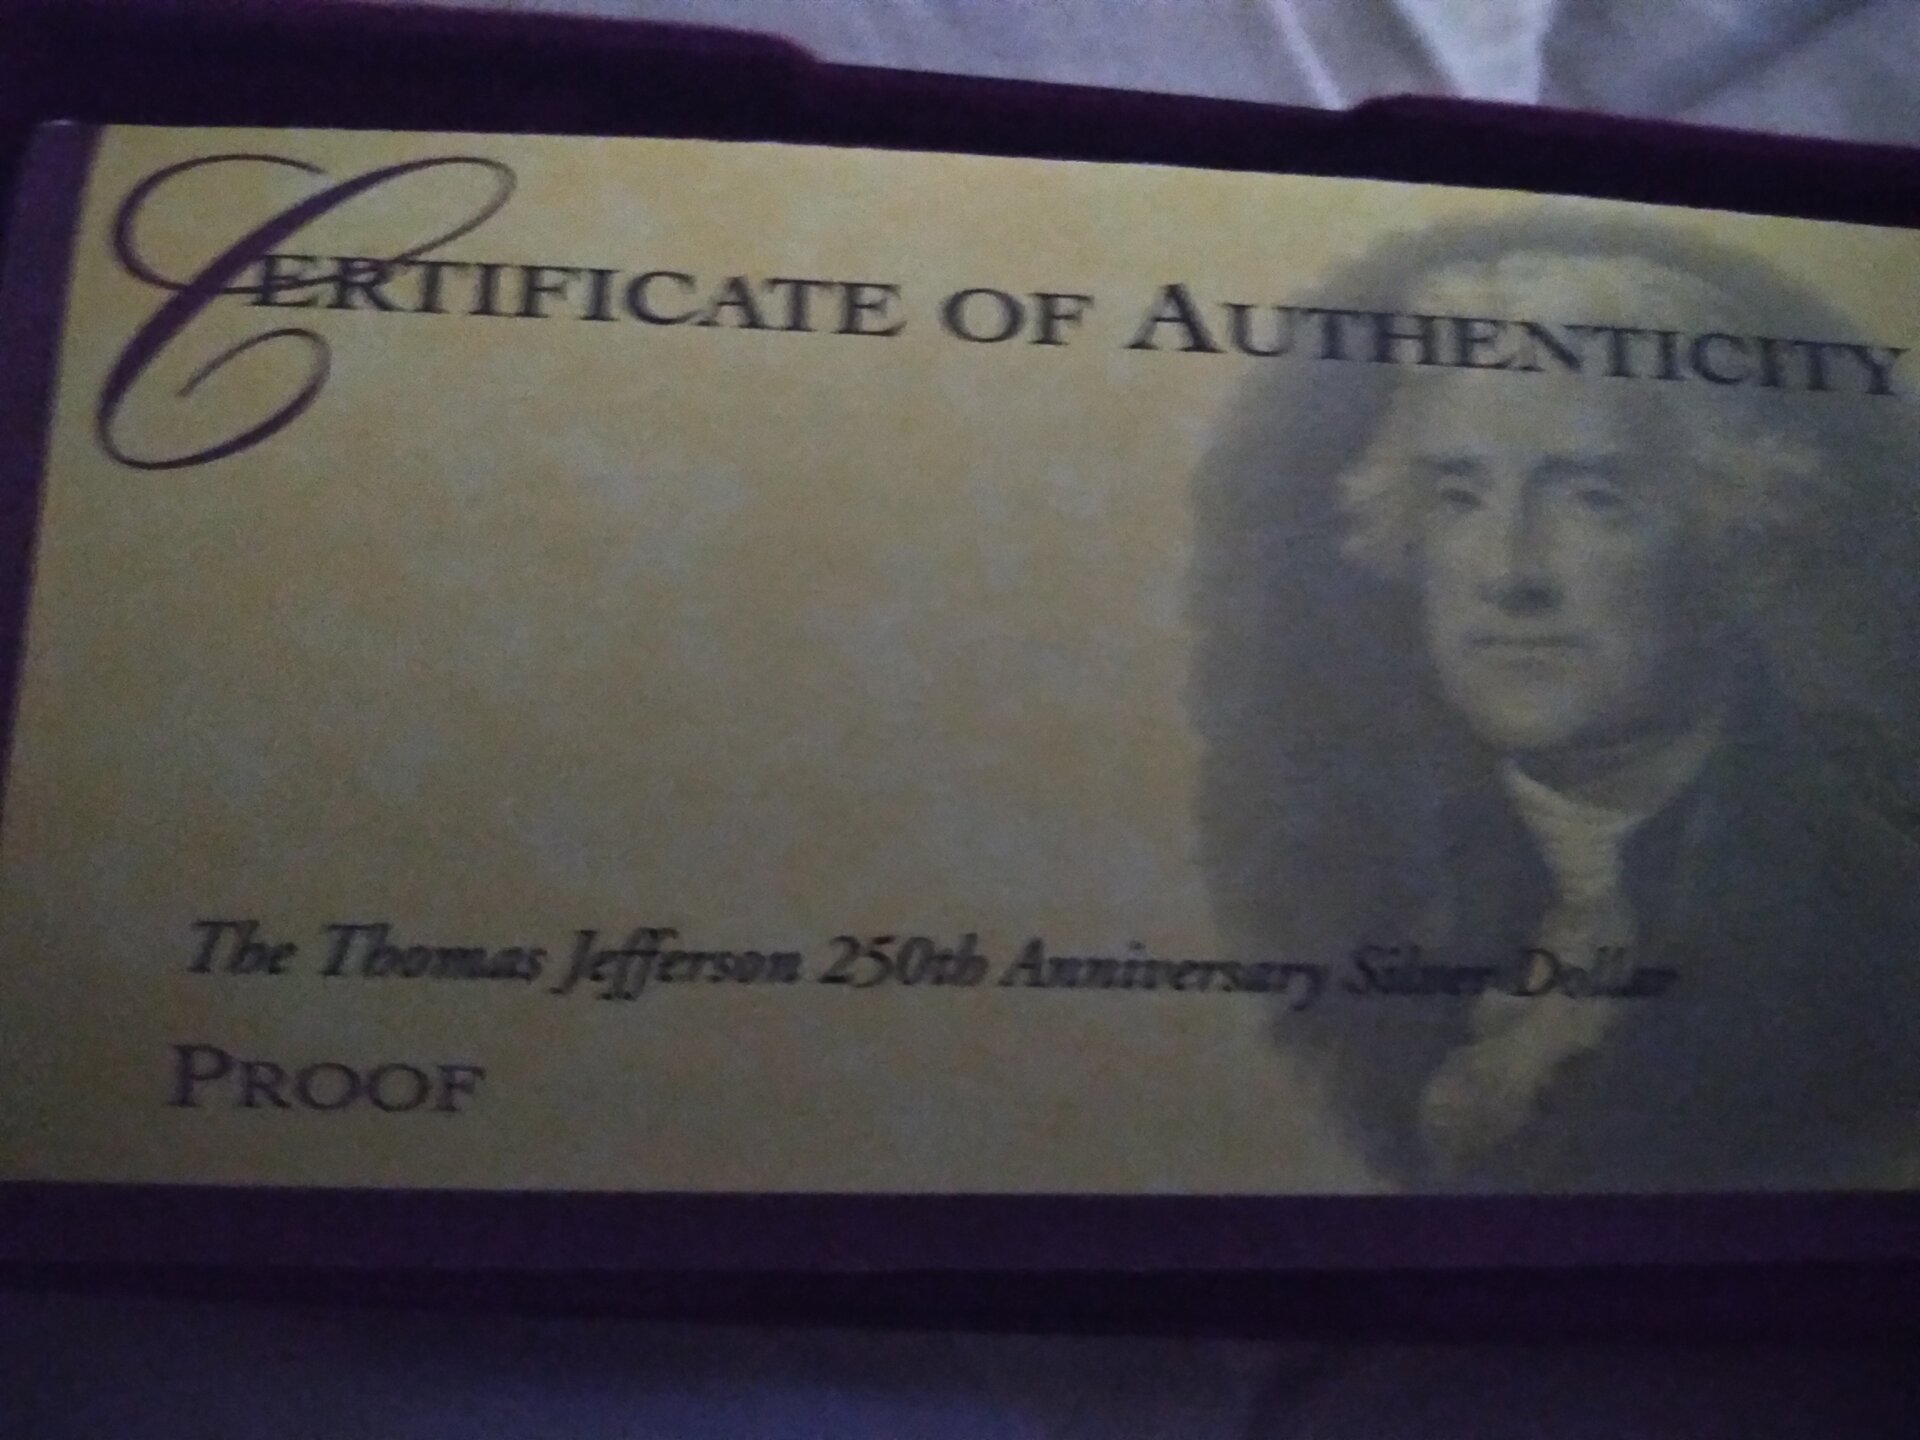 CERTIFICATE OF AUTHENTICITY
The Thomas Jefferson 250th Anniversary Silver Dollar
PROOF